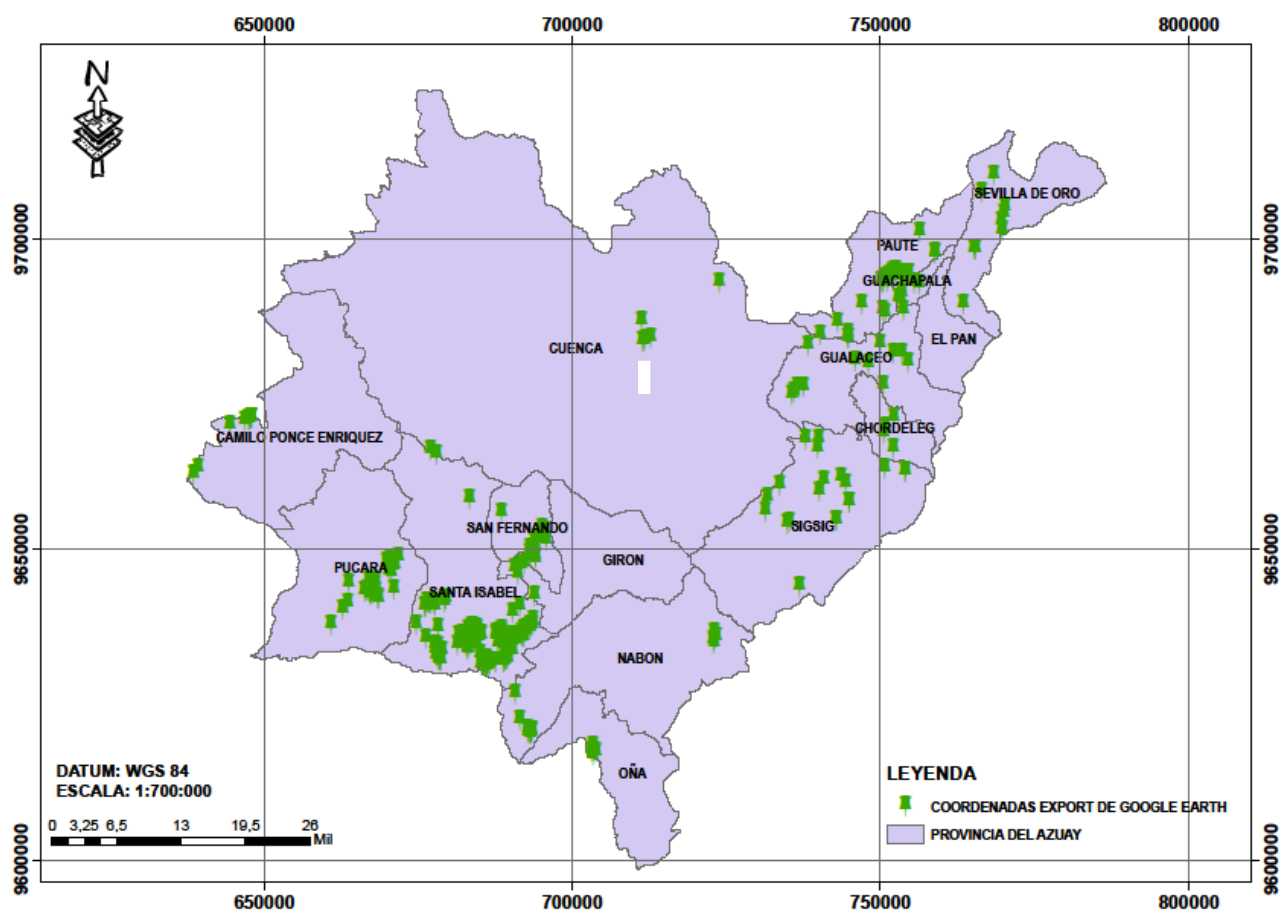 650000
700000
750000
800000
N
SEVILLA DE ORO
9700000
PAUTE
9700000
GUACHAPALA
EL PAN
CUENCA
GUALACEO
CHORDELEG
CAMILO PONCE ENRIQUEZ
SAN FERNANDO
SIGSIG
9650000
GIRON
9650000
PUCARA
SANTA ISABEL
NABON
OÑA
DATUM: WGS 84
ESCALA: 1:700:000
0 3,25 6,5 13 19,5 26
Mil
LEYENDA
COORDENADAS EXPORT DE GOOGLE EARTH
PROVINCIA DEL AZUAY
9600000
9600000
650000
700000
750000
800000